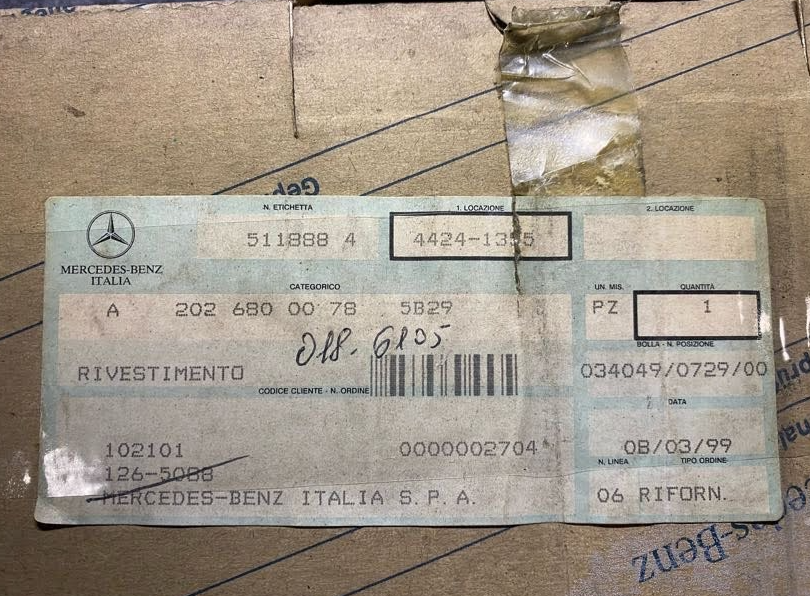 N. ETICHETTA
1. LOCAZIONE
2. LOCAZIONE
511888 4
4424-1355
MERCEDES-BENZ
ITALIA
CATEGORICO
UN. MIS.
QUANTITÀ
A 202 680 00 78 5B29
PZ
1
018. 6105
BOLLA - N. POSIZIONE
RIVESTIMENTO
034049/0729/00
CODICE CLIENTE - N. ORDINE
DATA
102101
0000002704
08/03/99
126-5088
N. LINEA
TIPO ORDINE
MERCEDES-BENZ ITALIA S.P.A.
06 RIFORN.